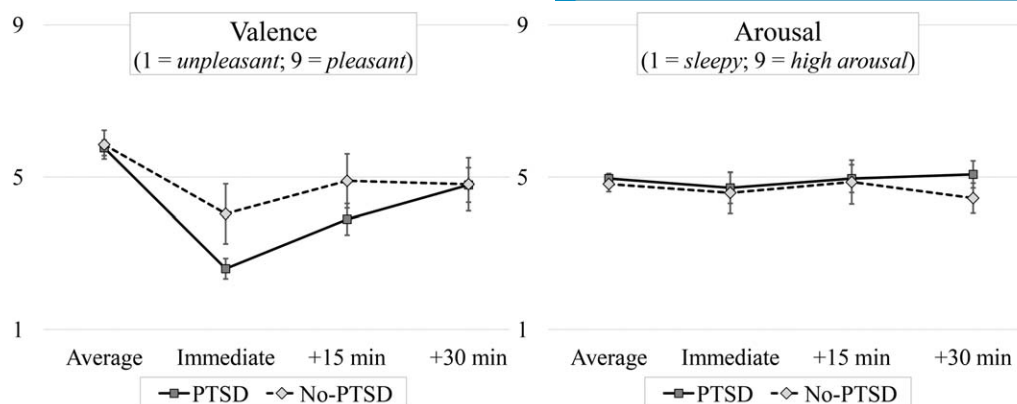 9
Valence
(1 = unpleasant; 9 = pleasant)
5
1
Average Immediate +15 min +30 min
PTSD No-PTSD
9
Arousal
(1 = sleepy; 9 = high arousal)
5
1
Average Immediate +15 min +30 min
PTSD No-PTSD